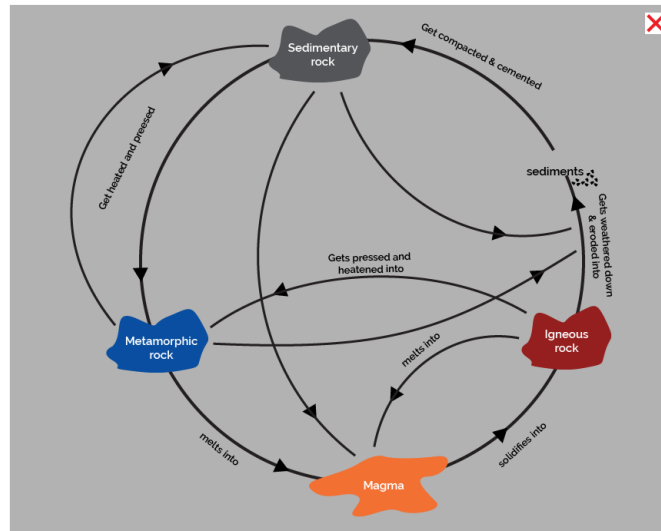 Sedimentary
rock
Get compacted & cemented
Get heated and preesed
sediments
Gets weathered down
& eroded into
Gets pressed and
heatened into
Metamorphic
rock
Igneous
rock
melts into
melts into
solidifies into
Magma